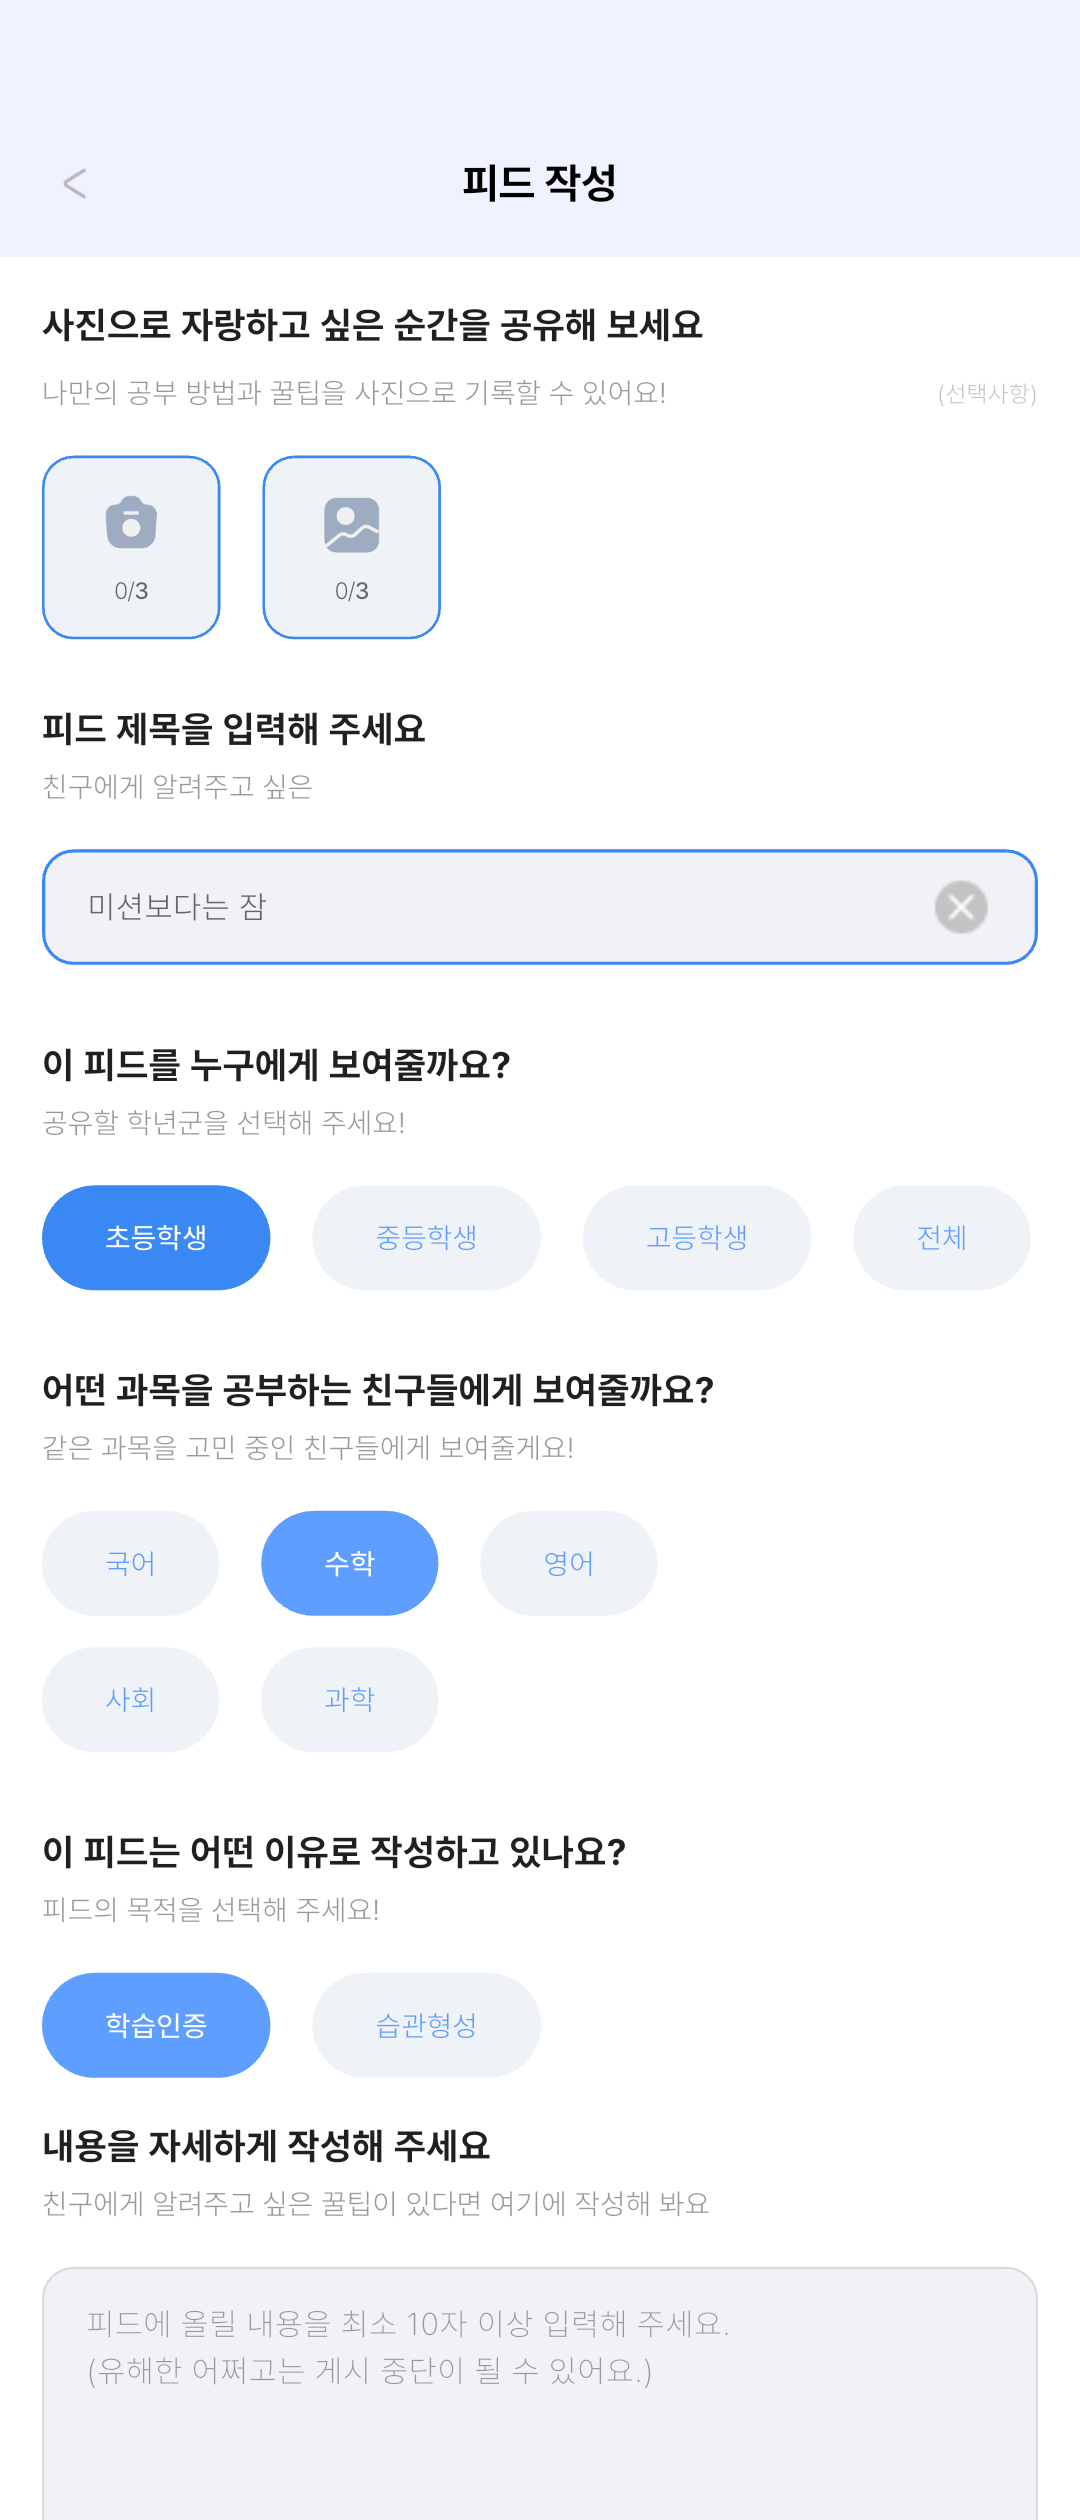 피드 작성
사진으로 자랑하고 싶은 순간을 공유해 보세요
나만의 공부 방법과 꿀팁을 사진으로 기록할 수 있어요! (선택사항)
0/3 0/3
피드 제목을 입력해 주세요
친구에게 알려주고 싶은
미션보다는 잠
이 피드를 누구에게 보여줄까요?
공유할 학년군을 선택해 주세요!
초등학생 중등학생 고등학생 전체
어떤 과목을 공부하는 친구들에게 보여줄까요?
같은 과목을 고민 중인 친구들에게 보여줄게요!
국어 수학 영어
사회 과학
이 피드는 어떤 이유로 작성하고 있나요?
피드의 목적을 선택해 주세요!
학습인증 습관형성
내용을 자세하게 작성해 주세요
친구에게 알려주고 싶은 꿀팁이 있다면 여기에 작성해 봐요
피드에 올릴 내용을 최소 10자 이상 입력해 주세요.
(유해한 어쩌고는 게시 중단이 될 수 있어요.)